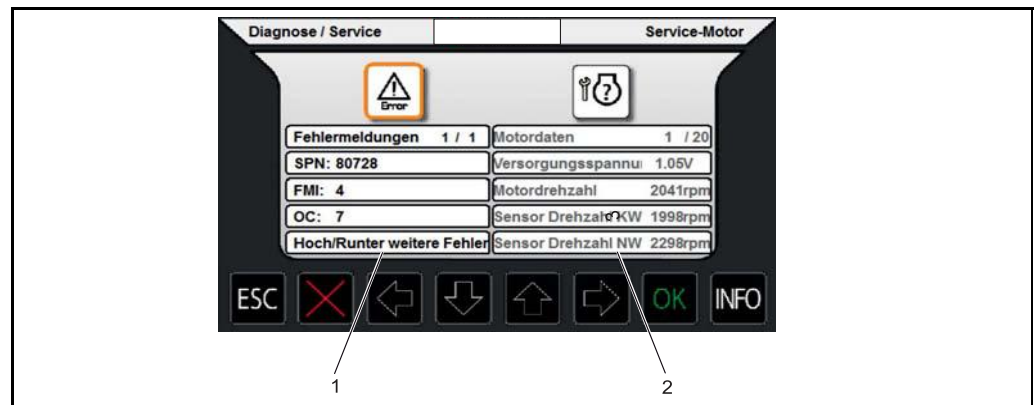 Diagnose / Service
Service-Motor
Error
?
Fehlermeldungen 1 / 1
SPN: 80728
FMI: 4
OC: 7
Hoch/Runter weitere Fehler
Motordaten 1 / 20
Versorgungsspannu 1.05V
Motordrehzahl 2041rpm
Sensor Drehzahl KW 1998rpm
Sensor Drehzahl NW 2298rpm
ESC
OK
INFO
1
2